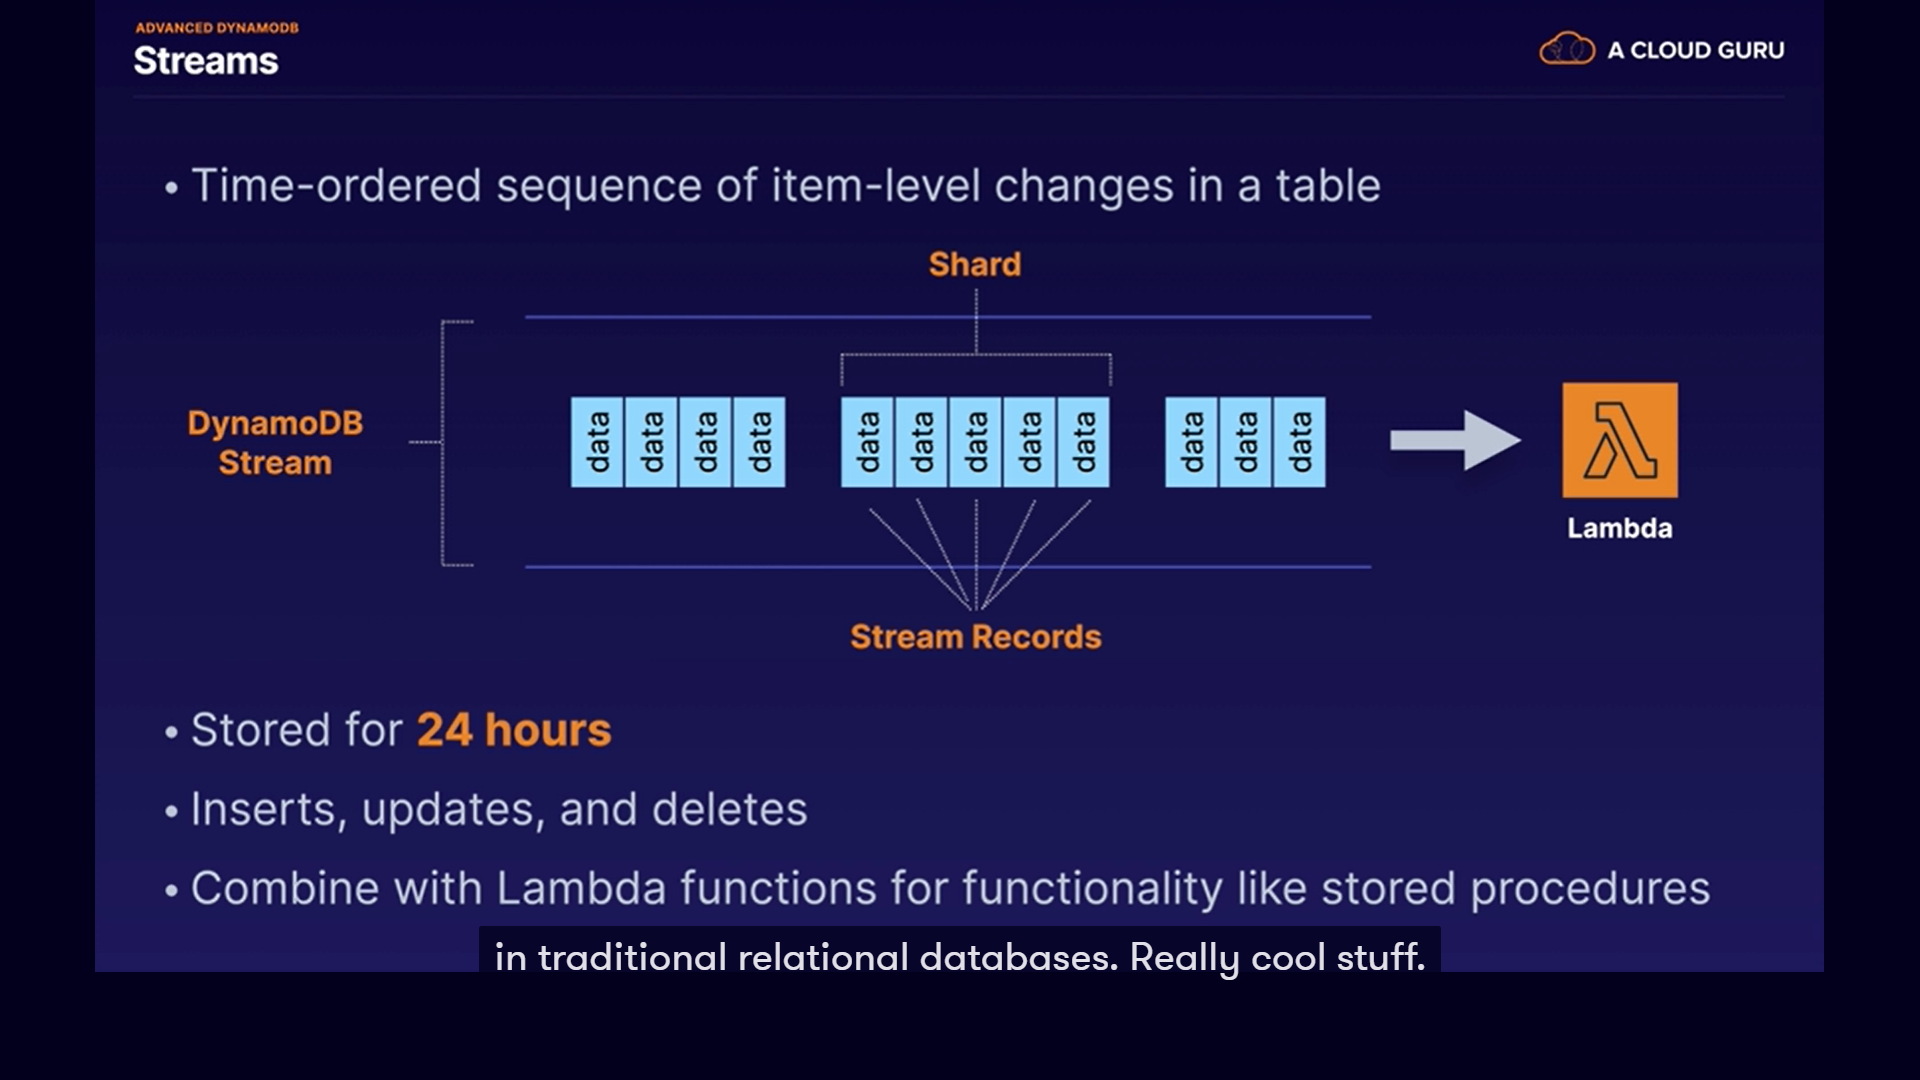 ADVANCED DYNAMODB
Streams
A CLOUD GURU
• Time-ordered sequence of item-level changes in a table
Shard
DynamoDB
Stream
data data data data data data data data data data data data
Lambda
Stream Records
• Stored for 24 hours
• Inserts, updates, and deletes
• Combine with Lambda functions for functionality like stored procedures
in traditional relational databases. Really cool stuff.